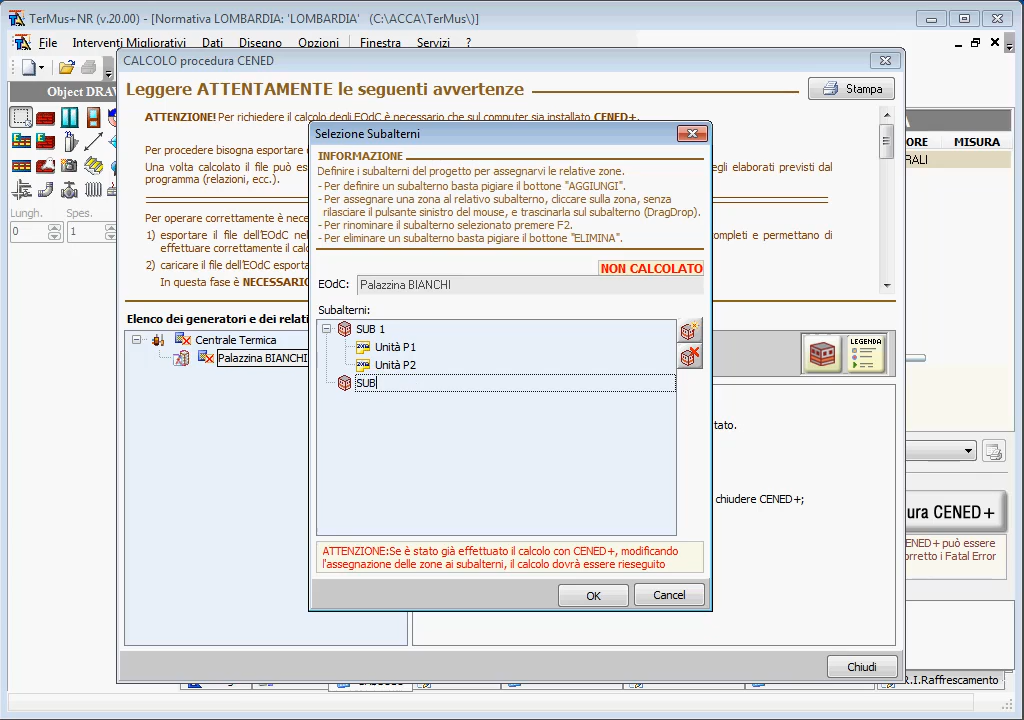 TerMus+NR (v.20.00) - [Normativa LOMBARDIA: 'LOMBARDIA' (C:\ACCA\TerMus\)]
File Interventi Migliorativi Dati Disegno Opzioni Finestra Servizi ?
CALCOLO procedura CENED
Leggere ATTENTAMENTE le seguenti avvertenze
Stampa
Object DRA
ATTENZIONE! Per richiedere il calcolo degli EOdC è necessario che sul computer sia installato CENED+.
Per procedere bisogna esportare
Una volta calcolato il file può es
egli elaborati previsti dal
programma (relazioni, ecc.).
Per operare correttamente è nece
1) esportare il file dell'EOdC nel
ompleti e permettano di
effettuare correttamente il calc
2) caricare il file dell'EOdC esporta
In questa fase è NECESSARIO
Lungh. Spes.
0 1
ORE MISURA
RALI
Selezione Subalterni
INFORMAZIONE
Definire i subalterni del progetto per assegnarvi le relative zone.
- Per definire un subalterno basta pigiare il bottone "AGGIUNGI".
- Per assegnare una zona al relativo subalterno, cliccare sulla zona, senza
rilasciare il pulsante sinistro del mouse, e trascinarla sul subalterno (DragDrop).
- Per rinominare il subalterno selezionato premere F2.
- Per eliminare un subalterno basta pigiare il bottone "ELIMINA".
NON CALCOLATO
EOdC: Palazzina BIANCHI
Subalterni:
SUB 1
Unità P1
Unità P2
SUB
ATTENZIONE:Se è stato già effettuato il calcolo con CENED+, modificando
l'assegnazione delle zone ai subalterni, il calcolo dovrà essere rieseguito
OK Cancel
Elenco dei generatori e dei relati
Centrale Termica
Palazzina BIANCHI
LEGENDA
tato.
chiudere CENED+;
ura CENED+
ENED+ può essere
orretto i Fatal Error
Chiudi
R.I.Raffrescamento